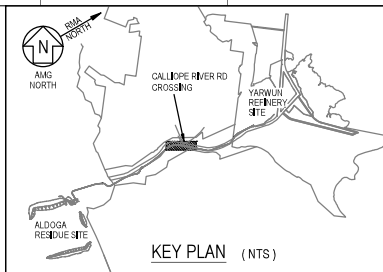 RMA
NORTH
N
AMG
NORTH
CALLIOPE RIVER RD
CROSSING
YARWUN
REFINERY
SITE
ALDOGA
RESIDUE SITE
KEY PLAN (NTS)